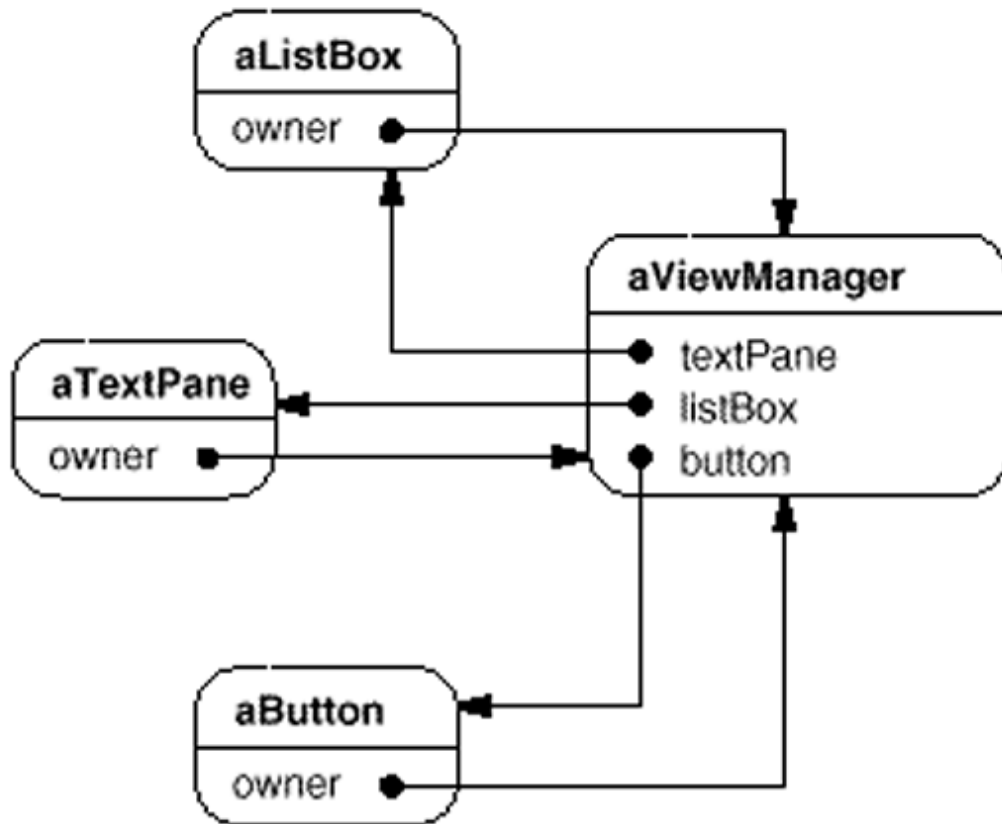 aListBox
owner
aViewManager
textPane
listBox
button
aTextPane
owner
aButton
owner